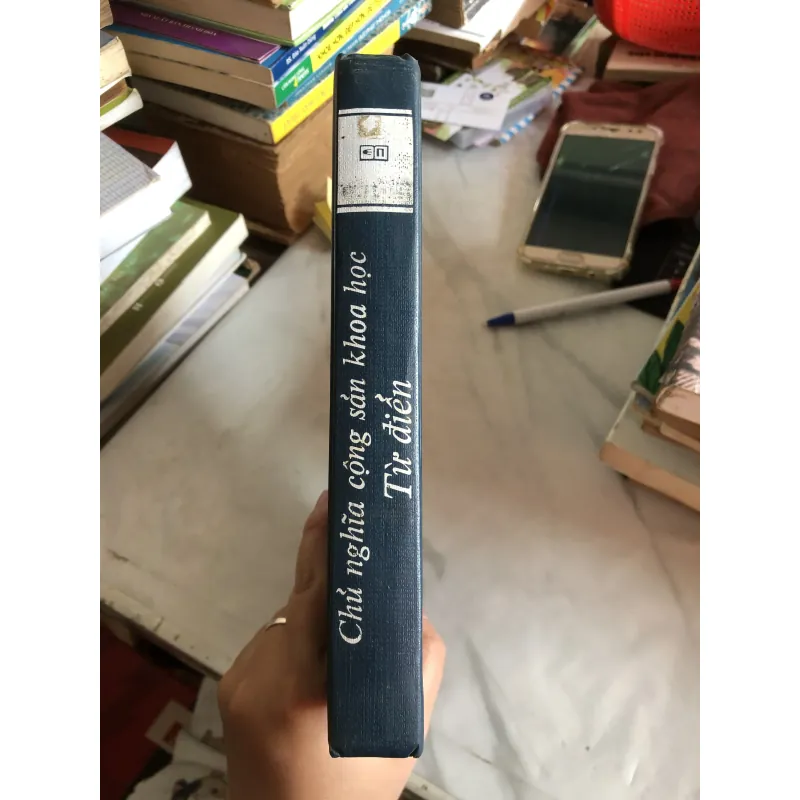 Chủ nghĩa cộng sản khoa học
Từ điển